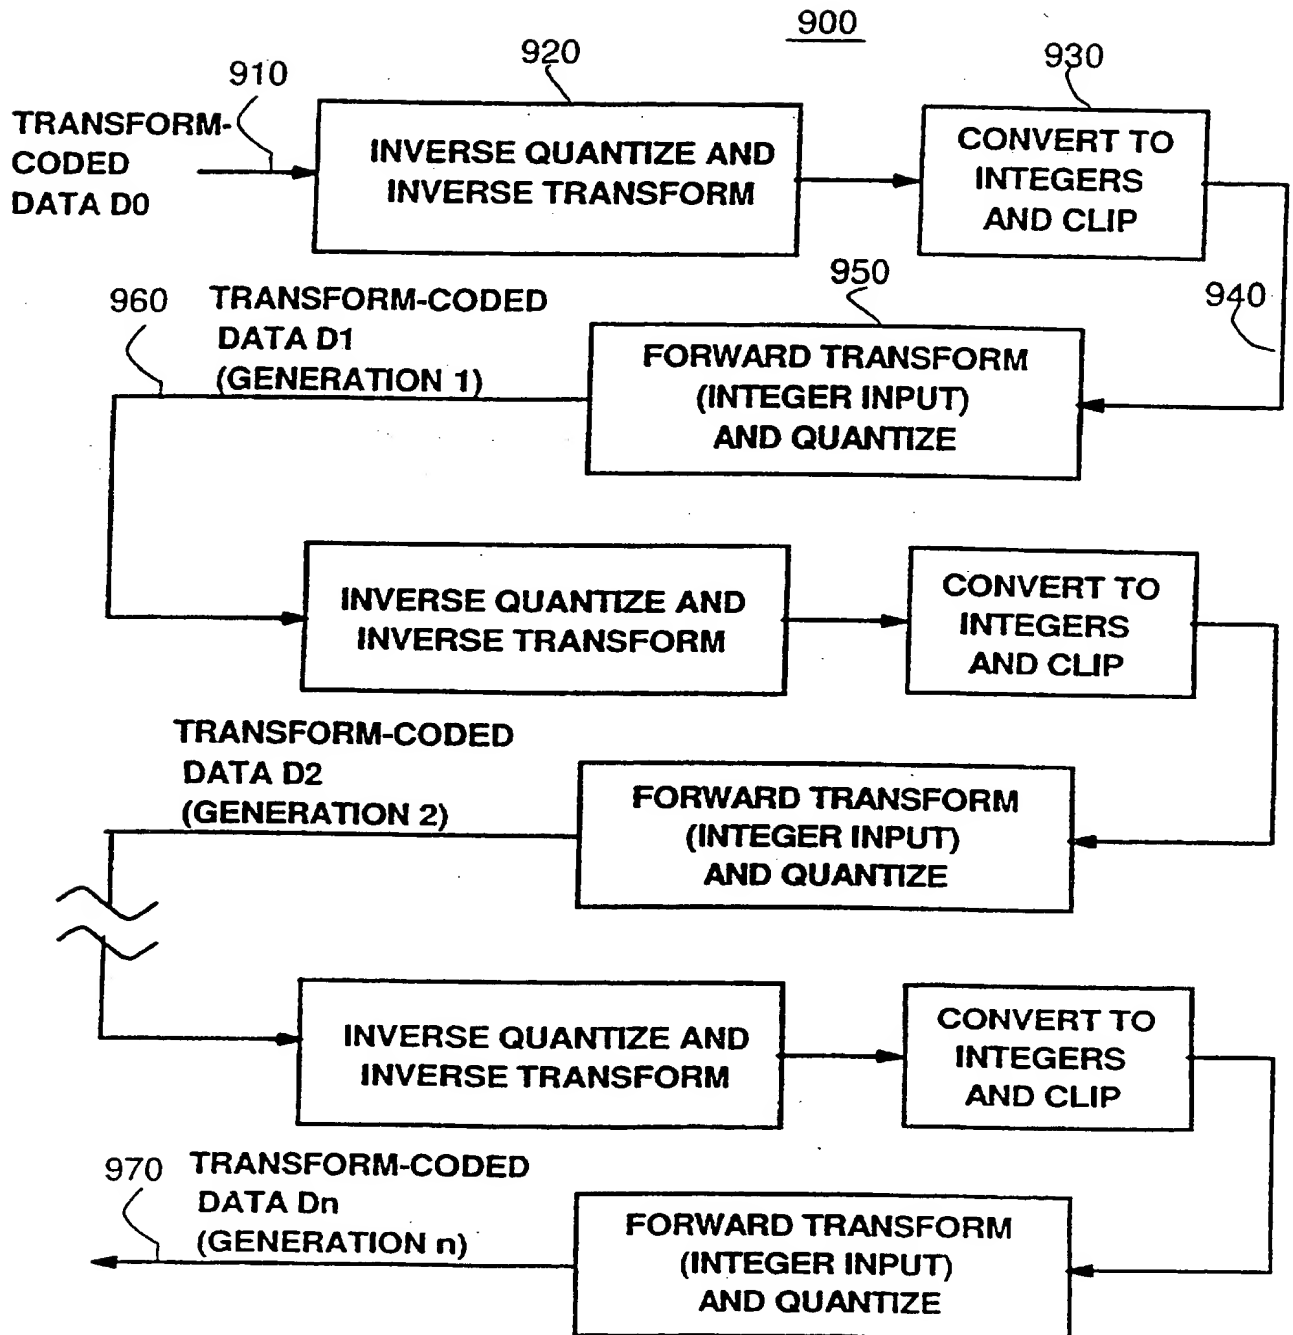 900
910
920
930
TRANSFORM-
CODED
DATA D0
INVERSE QUANTIZE AND
INVERSE TRANSFORM
CONVERT TO
INTEGERS
AND CLIP
940
950
960
TRANSFORM-CODED
DATA D1
(GENERATION 1)
FORWARD TRANSFORM
(INTEGER INPUT)
AND QUANTIZE
INVERSE QUANTIZE AND
INVERSE TRANSFORM
CONVERT TO
INTEGERS
AND CLIP
TRANSFORM-CODED
DATA D2
(GENERATION 2)
FORWARD TRANSFORM
(INTEGER INPUT)
AND QUANTIZE
INVERSE QUANTIZE AND
INVERSE TRANSFORM
CONVERT TO
INTEGERS
AND CLIP
970
TRANSFORM-CODED
DATA Dn
(GENERATION n)
FORWARD TRANSFORM
(INTEGER INPUT)
AND QUANTIZE